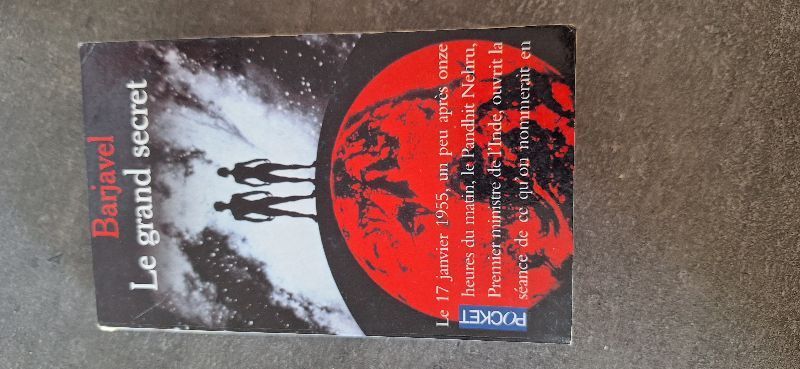 Barjavel
Le grand secret
Le 17 janvier 1955, un peu après onze
heures du matin, le Pandhit Nehru,
Premier ministre de l'Inde, ouvrit la
séance de ce qu'on nommerait en
POCKET